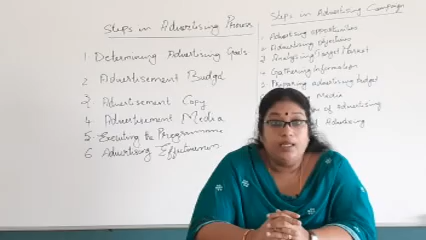 Steps in Advertising Process
1 Determining Advertising Goals
2 Advertisement Budget
3 Advertisement Copy
4 Advertisement Media
5 Executing the Programme
6 Advertising Effectiveness
Steps in Advertising Campaign
Advertising opportunities
Advertising objectives
Analysing Target Market
Gathering Information
Preparing advertising budget
Media
of advertising
of Advertising